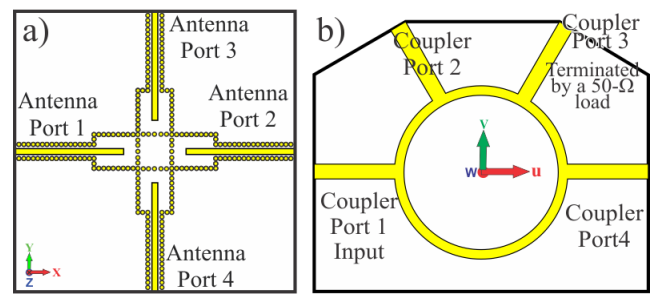 a)
Antenna
Port 3
Antenna
Port 1
Antenna
Port 2
Antenna
Port 4
Y
X
Z
b)
Coupler
Port 2
Coupler
Port 3
Terminated
by a 50-Ω
load
v
w
u
Coupler
Port 1
Input
Coupler
Port4